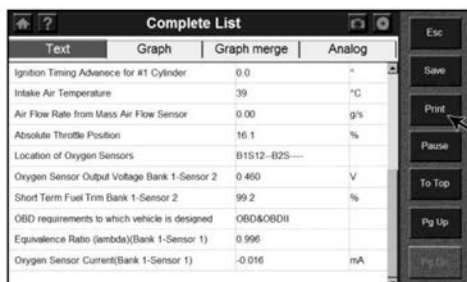 ?
Complete List
Esc
Text Graph Graph merge Analog
Save
Ignition Timing Advanece for #1 Cylinder 0.0 °
Intake Air Temperature 39 °C
Print
Air Flow Rate from Mass Air Flow Sensor 0.00 g/s
Absolute Throttle Position 16.1 %
Pause
Location of Oxygen Sensors B1S12--B2S----
Oxygen Sensor Output Voltage Bank 1-Sensor 2 0.460 V
To Top
Short Term Fuel Trim Bank 1-Sensor 2 99.2 %
OBD requirements to which vehicle is designed OBD&OBDII
Pg Up
Equivalence Ratio (lambda)(Bank 1-Sensor 1) 0.996
Oxygen Sensor Current(Bank 1-Sensor 1) -0.016 mA
Pg Dn